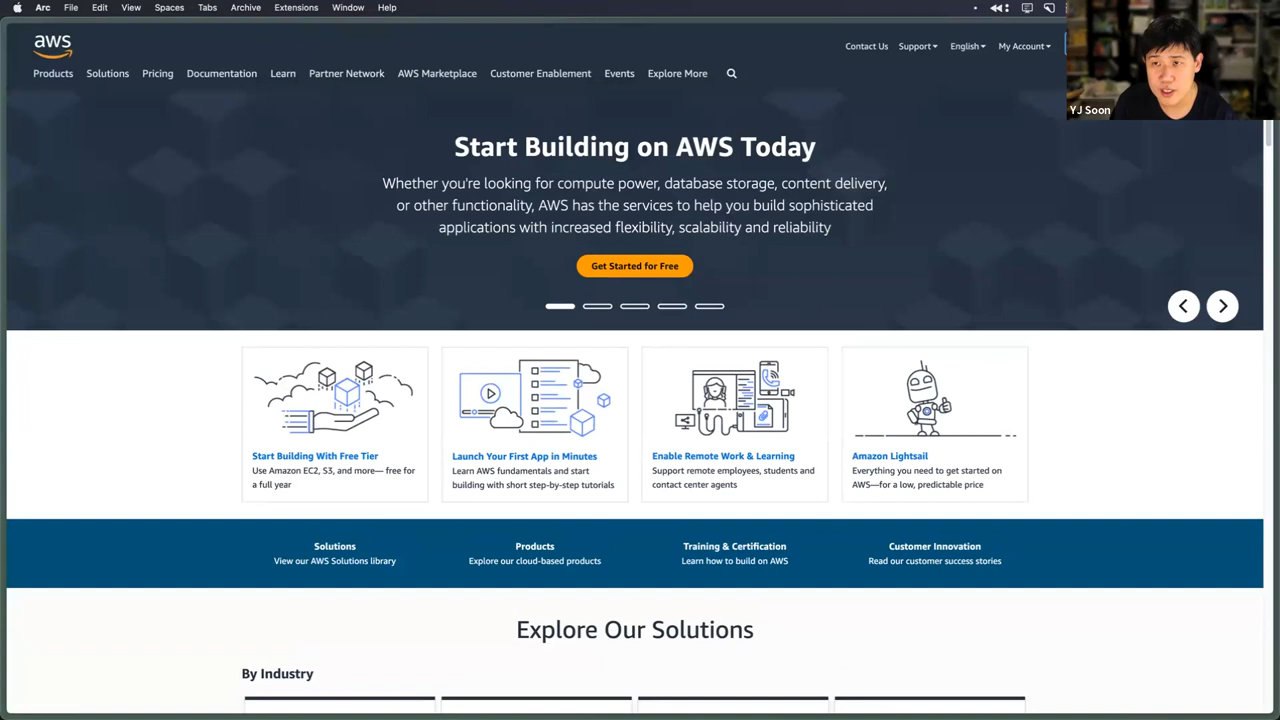 Arc File Edit View Spaces Tabs Archive Extensions Window Help
aws
Contact Us Support English My Account
Products Solutions Pricing Documentation Learn Partner Network AWS Marketplace Customer Enablement Events Explore More
YJ Soon
Start Building on AWS Today
Whether you're looking for compute power, database storage, content delivery,
or other functionality, AWS has the services to help you build sophisticated
applications with increased flexibility, scalability and reliability
Get Started for Free
Start Building With Free Tier
Use Amazon EC2, S3, and more— free for
a full year
Launch Your First App in Minutes
Learn AWS fundamentals and start
building with short step-by-step tutorials
Enable Remote Work & Learning
Support remote employees, students and
contact center agents
Amazon Lightsail
Everything you need to get started on
AWS—for a low, predictable price
Solutions
View our AWS Solutions library
Products
Explore our cloud-based products
Training & Certification
Learn how to build on AWS
Customer Innovation
Read our customer success stories
Explore Our Solutions
By Industry